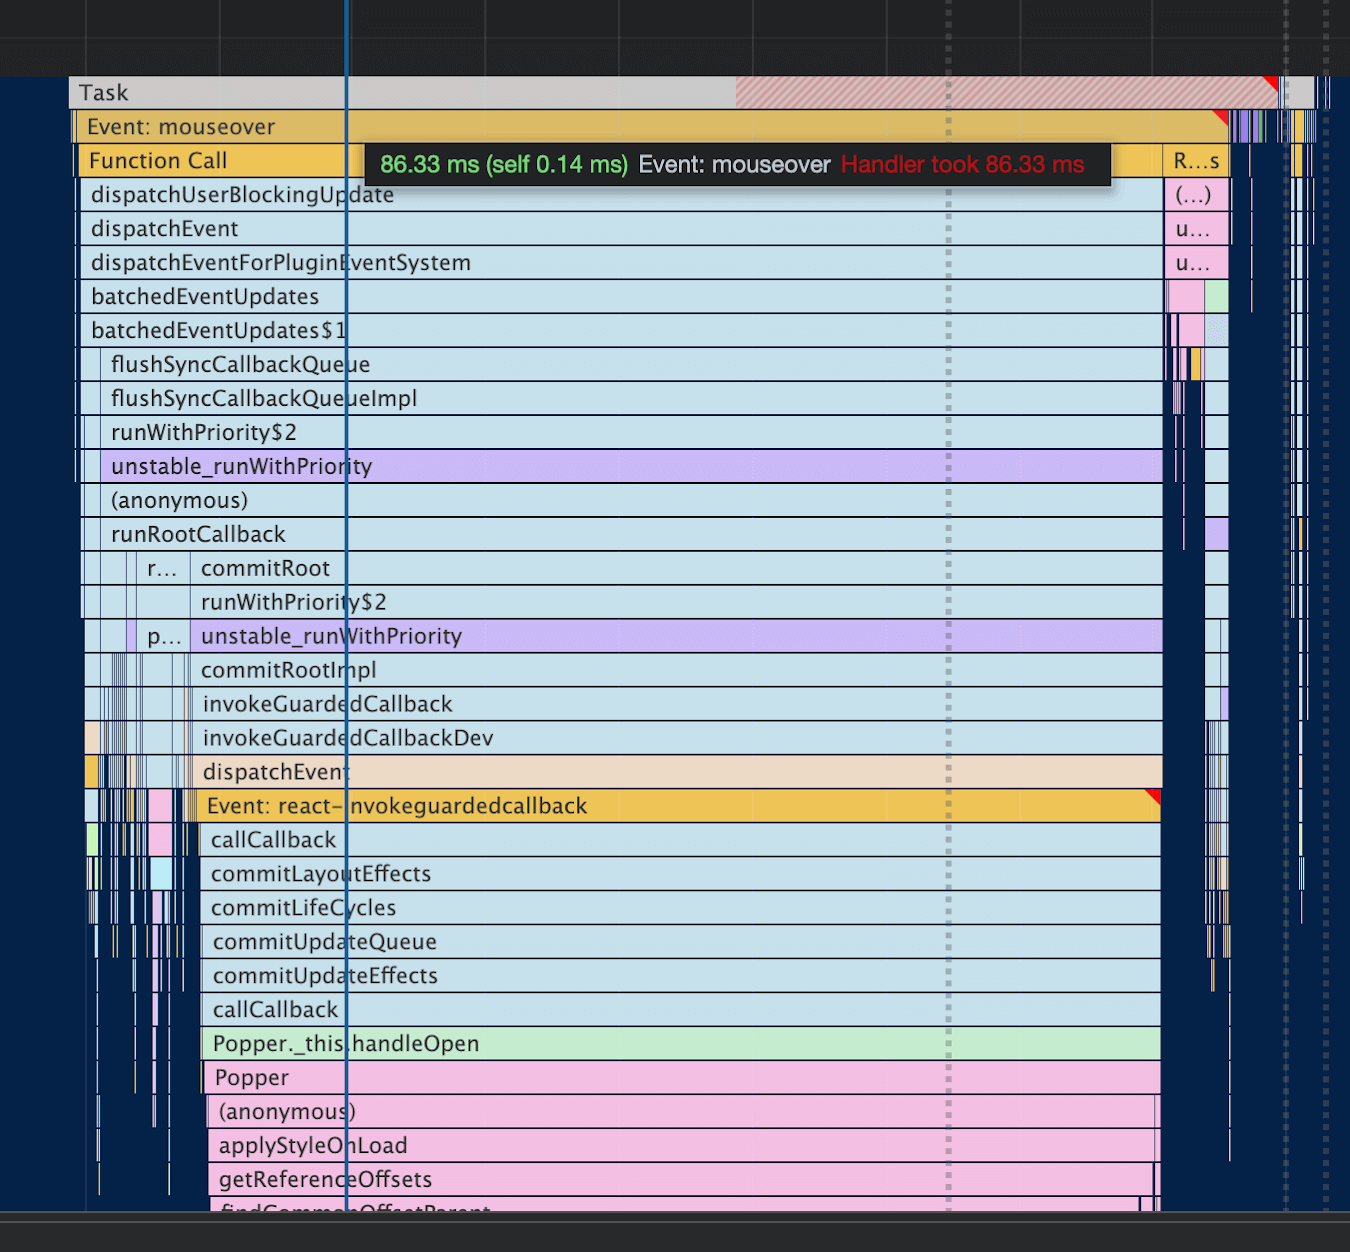 Task
Event: mouseover
Function Call
R...s
86.33 ms (self 0.14 ms) Event: mouseover Handler took 86.33 ms
dispatchUserBlockingUpdate
(...)
dispatchEvent
u...
dispatchEventForPluginEventSystem
u...
batchedEventUpdates
batchedEventUpdates$1
flushSyncCallbackQueue
flushSyncCallbackQueueImpl
runWithPriority$2
unstable_runWithPriority
(anonymous)
runRootCallback
r... commitRoot
runWithPriority$2
p... unstable_runWithPriority
commitRootImpl
invokeGuardedCallback
invokeGuardedCallbackDev
dispatchEvent
Event: react-invokeguardedcallback
callCallback
commitLayoutEffects
commitLifeCycles
commitUpdateQueue
commitUpdateEffects
callCallback
Popper._this.handleOpen
Popper
(anonymous)
applyStyleOnLoad
getReferenceOffsets
findCommonOffsetParent